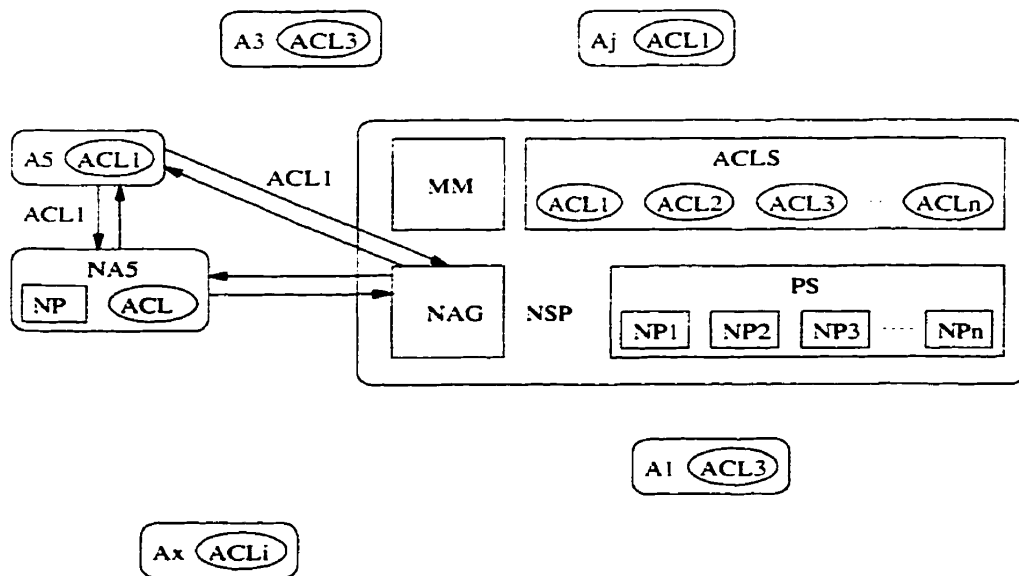 A3 ACL3
Aj ACL1
A5 ACL1
ACL1
ACL1
NA5
NP ACL
MM
ACLS
ACL1 ACL2 ACL3 ... ACLn
NAG
NSP
PS
NP1 NP2 NP3 ..... NPn
A1 ACL3
Ax ACLi